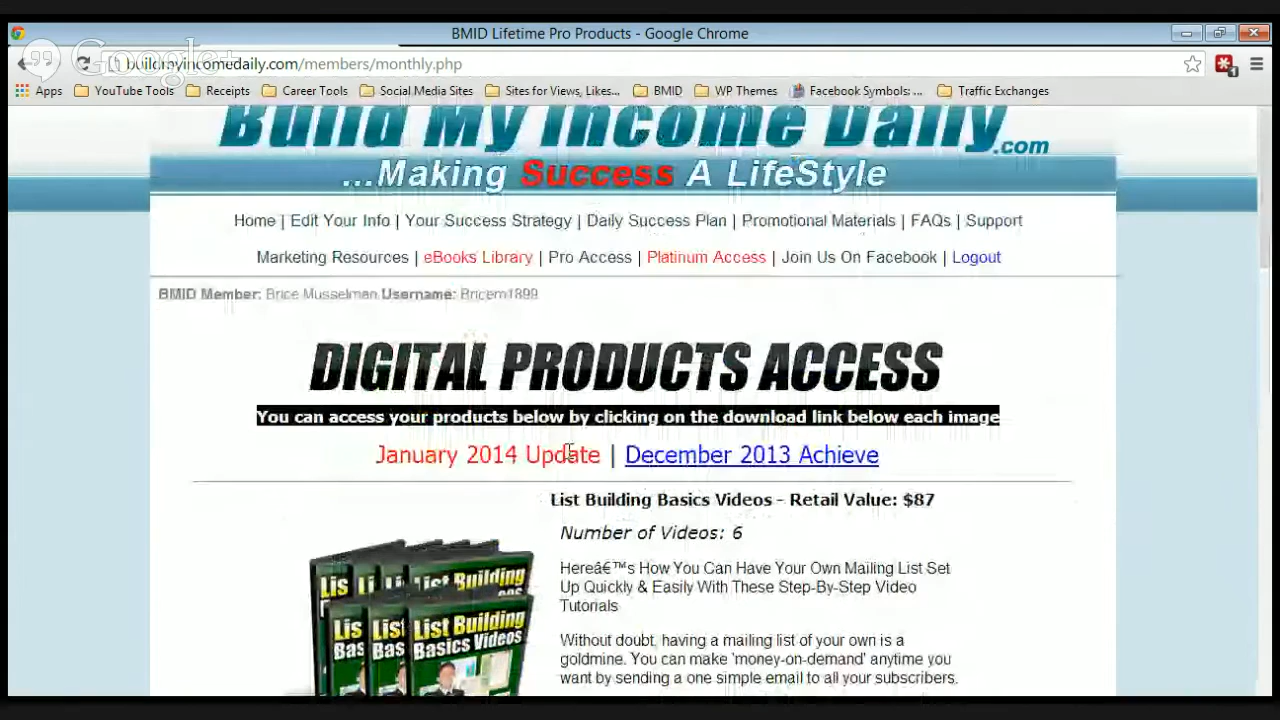 BMID Lifetime Pro Products - Google Chrome
Google+
buildmyincomedaily.com/members/monthly.php
Apps YouTube Tools Receipts Career Tools Social Media Sites Sites for Views, Likes... BMID WP Themes Facebook Symbols: ... Traffic Exchanges
Build My Income Daily.com
...Making Success A LifeStyle
Home | Edit Your Info | Your Success Strategy | Daily Success Plan | Promotional Materials | FAQs | Support
Marketing Resources | eBooks Library | Pro Access | Platinum Access | Join Us On Facebook | Logout
BMID Member: Brice Musselman Username: Bricem1899
DIGITAL PRODUCTS ACCESS
You can access your products below by clicking on the download link below each image
January 2014 Update | December 2013 Achieve
List Building Basics Videos - Retail Value: $87
Number of Videos: 6
Hereâ€™s How You Can Have Your Own Mailing List Set
Up Quickly & Easily With These Step-By-Step Video
Tutorials
Without doubt, having a mailing list of your own is a
goldmine. You can make 'money-on-demand' anytime you
want by sending a one simple email to all your subscribers.
List Building
Basics Videos